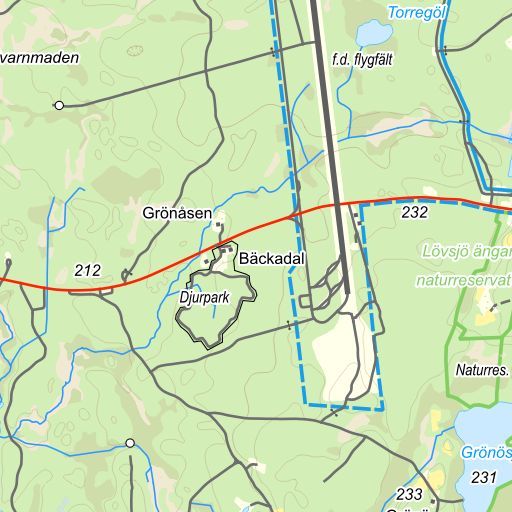 Torregöl
varnmaden
f.d. flygfält
Grönåsen
232
Bäckadal
Lövsjö ängar
naturreservat
212
Djurpark
Naturres.
Grönös
231
233